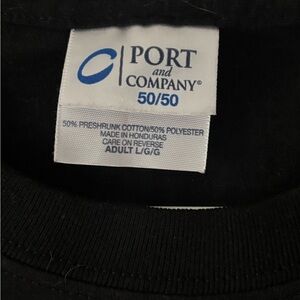 PORT
and
COMPANY®
50/50
50% PRESHRUNK COTTON/50% POLYESTER
MADE IN HONDURAS
CARE ON REVERSE
ADULT L/G/G